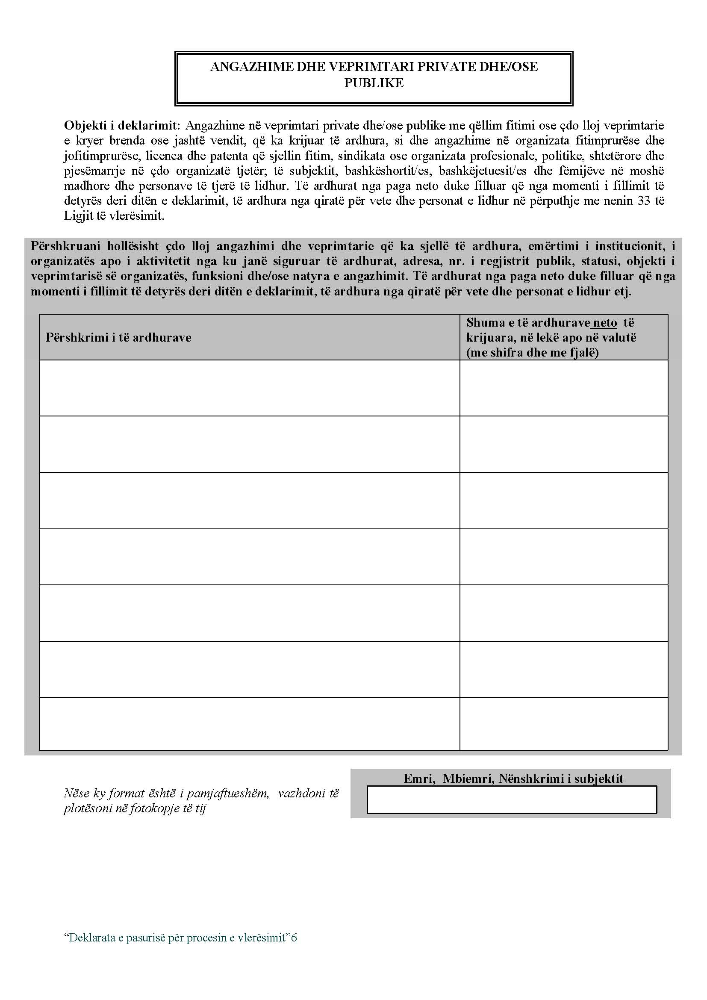 ANGAZHIME DHE VEPRIMTARI PRIVATE DHE/OSE
PUBLIKE
Objekti i deklarimit: Angazhime në veprimtari private dhe/ose publike me qëllim fitimi ose çdo lloj veprimtarie
e kryer brenda ose jashtë vendit, që ka krijuar të ardhura, si dhe angazhime në organizata fitimprurëse dhe
jofitimprurëse, licenca dhe patenta që sjellin fitim, sindikata ose organizata profesionale, politike, shtetërore dhe
pjesëmarrje në çdo organizatë tjetër; të subjektit, bashkëshortit/es, bashkëjetuesit/es dhe fëmijëve në moshë
madhore dhe personave të tjerë të lidhur. Të ardhurat nga paga neto duke filluar që nga momenti i fillimit të
detyrës deri ditën e deklarimit, të ardhura nga qiratë për vete dhe personat e lidhur në përputhje me nenin 33 të
Ligjit të vlerësimit.
Përshkruani hollësisht çdo lloj angazhimi dhe veprimtarie që ka sjellë të ardhura, emërtimi i institucionit, i
organizatës apo i aktivitetit nga ku janë siguruar të ardhurat, adresa, nr. i regjistrit publik, statusi, objekti i
veprimtarisë së organizatës, funksioni dhe/ose natyra e angazhimit. Të ardhurat nga paga neto duke filluar që nga
momenti i fillimit të detyrës deri ditën e deklarimit, të ardhura nga qiratë për vete dhe personat e lidhur etj.
Përshkrimi i të ardhurave
Shuma e të ardhurave neto të
krijuara, në lekë apo në valutë
(me shifra dhe me fjalë)
Emri, Mbiemri, Nënshkrimi i subjektit
Nëse ky format është i pamjaftueshëm, vazhdoni të
plotësoni në fotokopje të tij
“Deklarata e pasurisë për procesin e vlerësimit”6